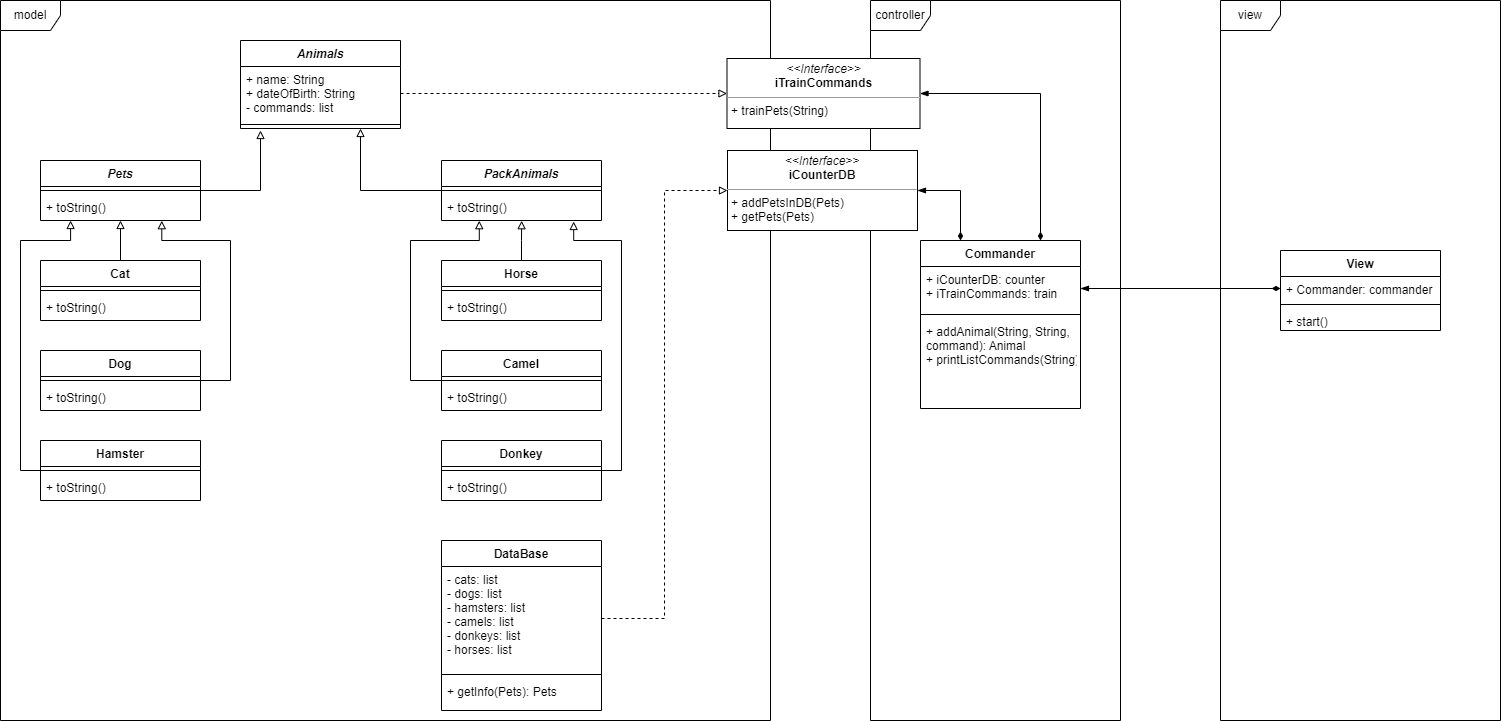 model
controller
view
Animals
+ name: String
+ dateOfBirth: String
- commands: list
<<Interface>>
iTrainCommands
+ trainPets(String)
<<Interface>>
iCounterDB
+ addPetsInDB(Pets)
+ getPets(Pets)
Pets
+ toString()
PackAnimals
+ toString()
Cat
+ toString()
Horse
+ toString()
Dog
+ toString()
Camel
+ toString()
Hamster
+ toString()
Donkey
+ toString()
DataBase
- cats: list
- dogs: list
- hamsters: list
- camels: list
- donkeys: list
- horses: list
+ getInfo(Pets): Pets
Commander
+ iCounterDB: counter
+ iTrainCommands: train
+ addAnimal(String, String,
command): Animal
+ printListCommands(String)
View
+ Commander: commander
+ start()